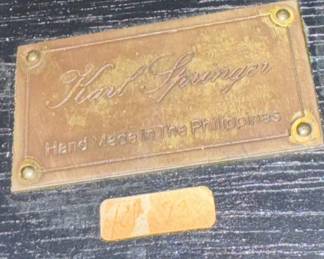 Karl Springer
Hand Made In The Philippines